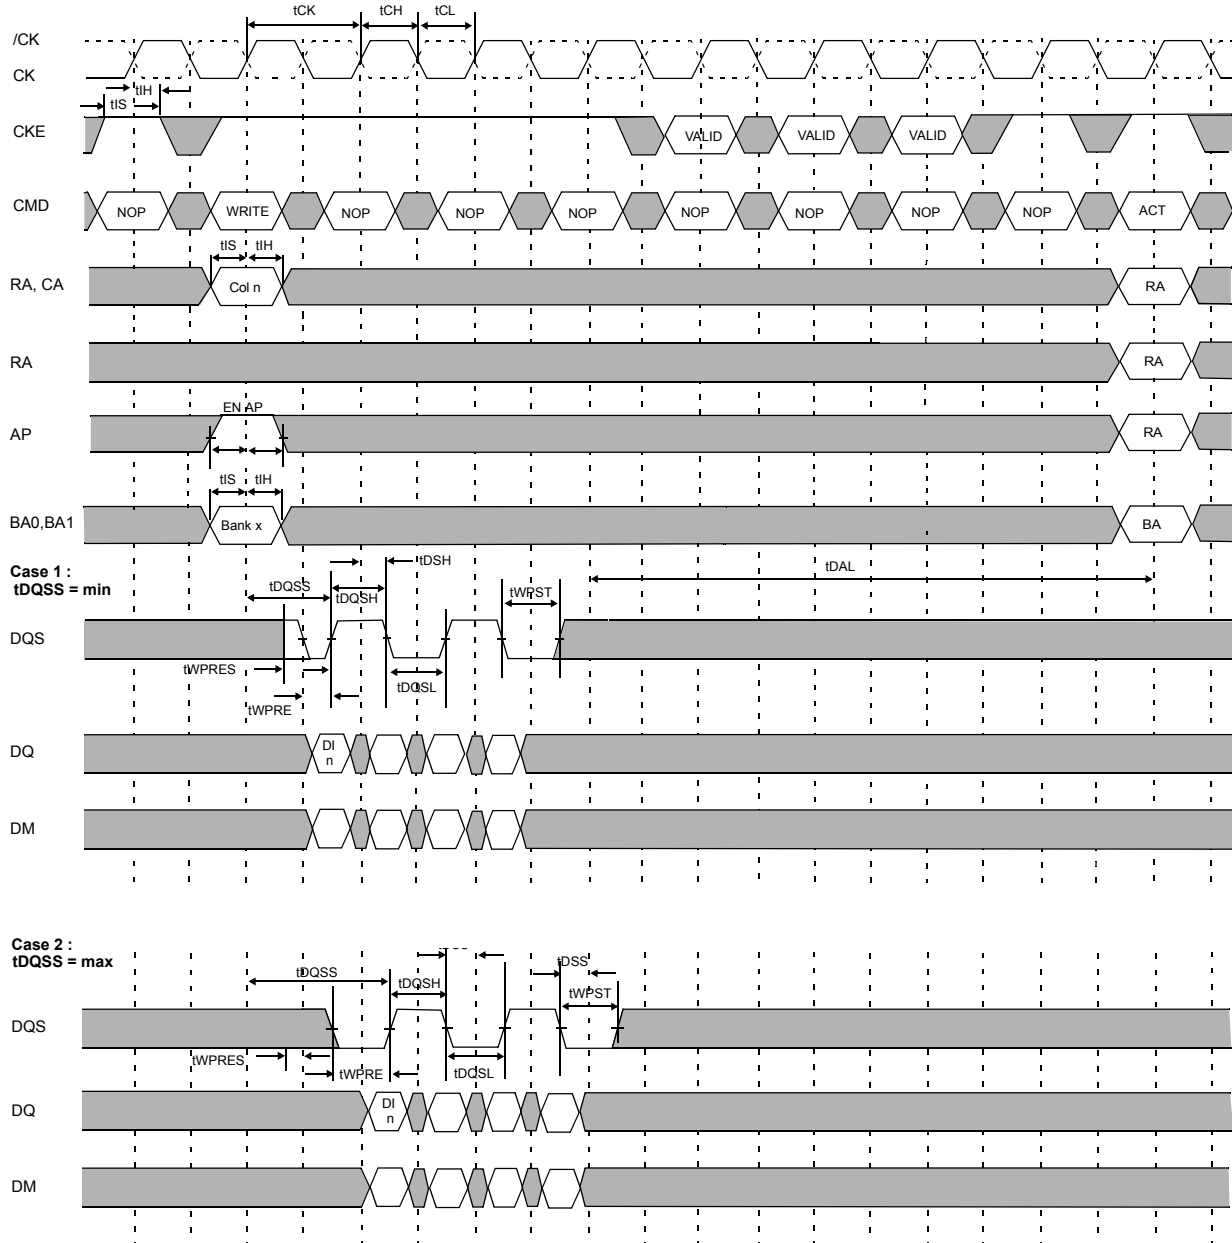 tCK tCH tCL
/CK
CK
tIH
tIS
CKE VALID VALID VALID
CMD NOP WRITE NOP NOP NOP NOP NOP NOP NOP ACT
tIS tIH
RA, CA Col n RA
RA RA
EN AP
AP RA
tIS tIH
BA0,BA1 Bank x BA
Case 1 :
tDQSS = min
tDSH tDAL
tDQSS tDQSH tWPST
DQS
tWPRES tDQSL
tWPRE
DQ DI n
DM
Case 2 :
tDQSS = max
tDQSS tDQSH tDSS
tWPST
DQS
tWPRES tWPRE tDQSL
DQ DI n
DM